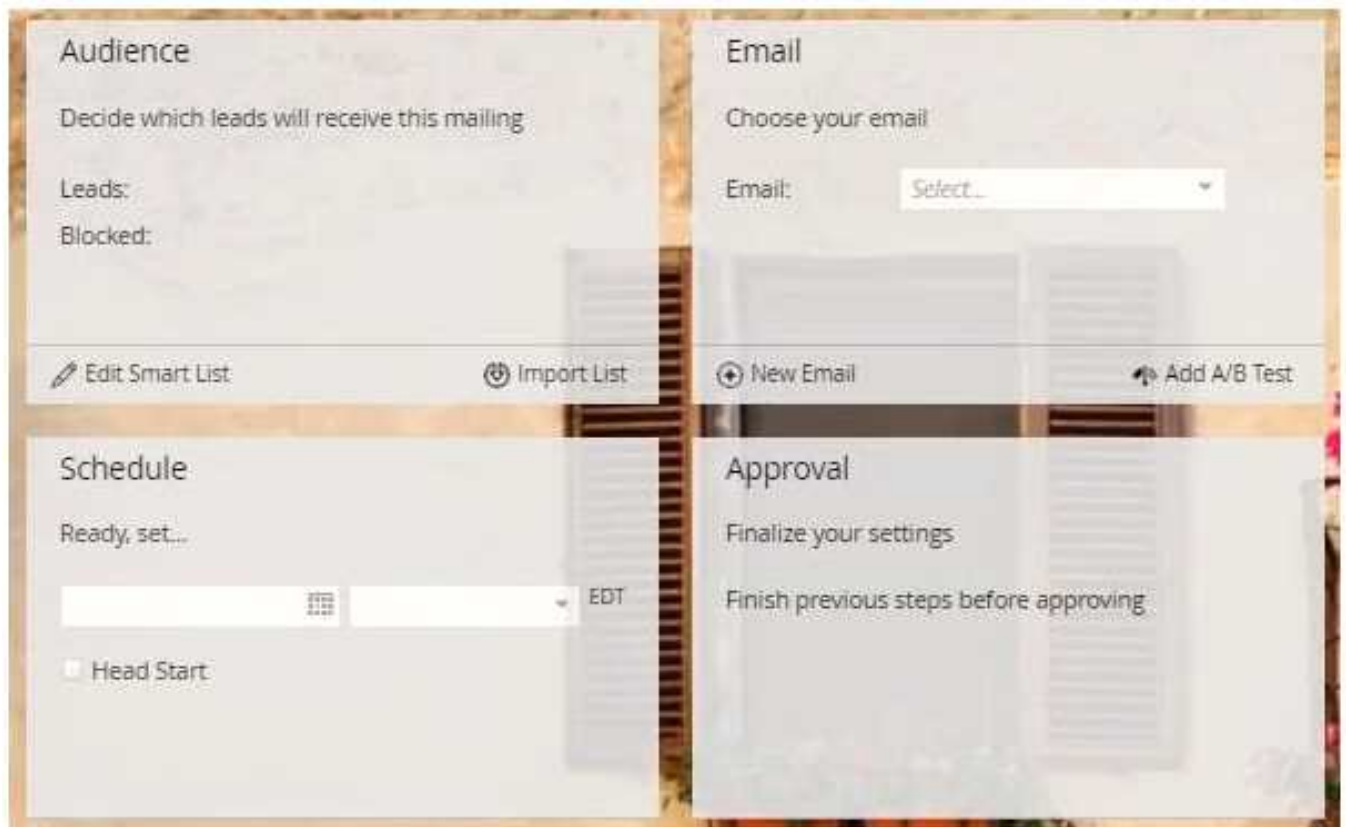 Audience
Decide which leads will receive this mailing
Leads:
Blocked:
Edit Smart List
Import List
Email
Choose your email
Email:
Select...
New Email
Add A/B Test
Schedule
Ready, set...
EDT
Head Start
Approval
Finalize your settings
Finish previous steps before approving